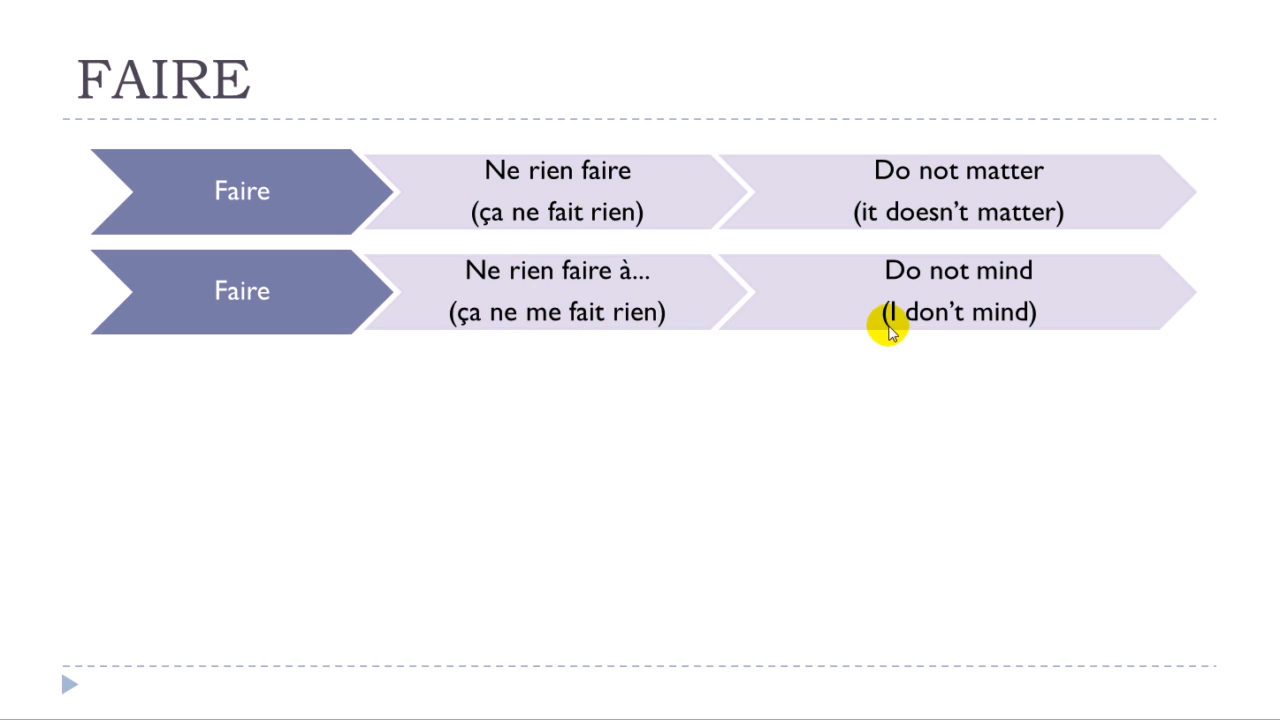 FAIRE
Faire
Ne rien faire
(ça ne fait rien)
Do not matter
(it doesn’t matter)
Faire
Ne rien faire à...
(ça ne me fait rien)
Do not mind
(I don’t mind)